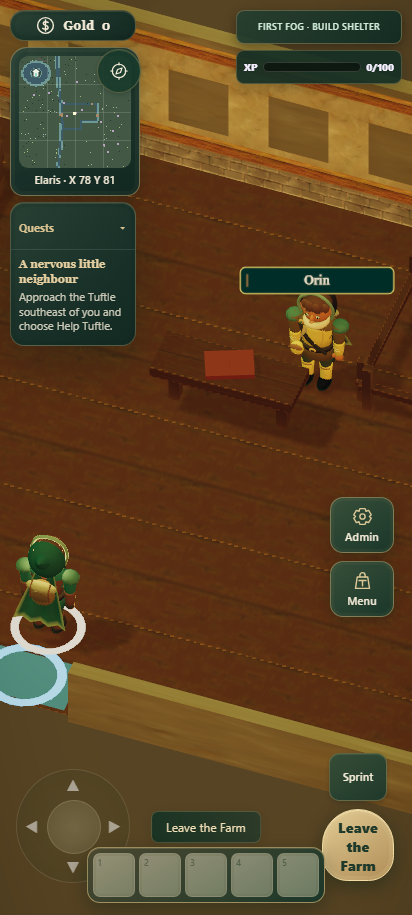 Gold 0
FIRST FOG · BUILD SHELTER
XP 0/100
Elaris · X 78 Y 81
Quests
A nervous little
neighbour
Approach the Tuftle
southeast of you and
choose Help Tuftle.
Orin
Admin
Menu
Sprint
Leave the Farm
Leave
the
Farm
1 2 3 4 5